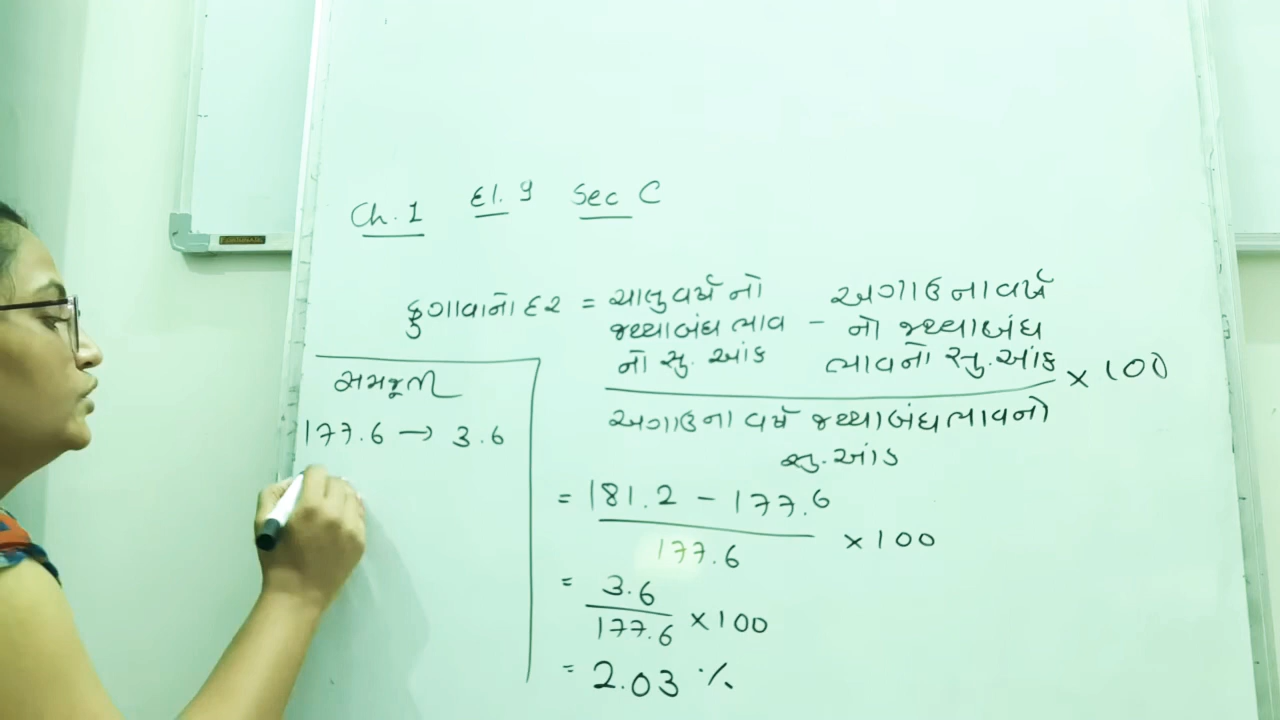 Ch. 1 દા. 9 Sec C
ફુગાવાનો દર = ચાલુ વર્ષ નો જથ્થાબંધ ભાવ નો સુ. આંક – અગાઉના વર્ષ નો જથ્થાબંધ ભાવનો સુ. આંક × 100
અગાઉના વર્ષે જથ્થાબંધ ભાવનો સુ. આંક
સમજૂતી
177.6 → 3.6
= 181.2 – 177.6
177.6 × 100
= 3.6
177.6 × 100
= 2.03 %